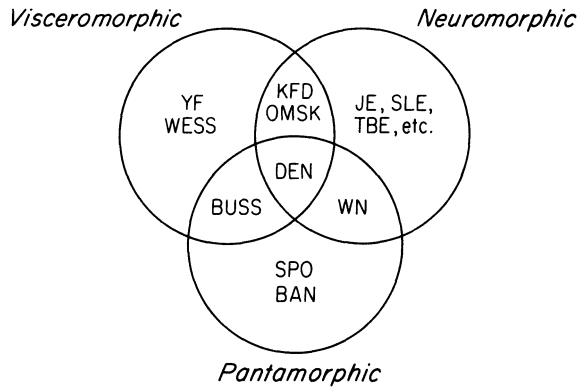 Visceromorphic
Neuromorphic
YF
WESS
KFD
OMSK
JE, SLE,
TBE, etc.
DEN
BUSS
WN
SPO
BAN
Pantamorphic